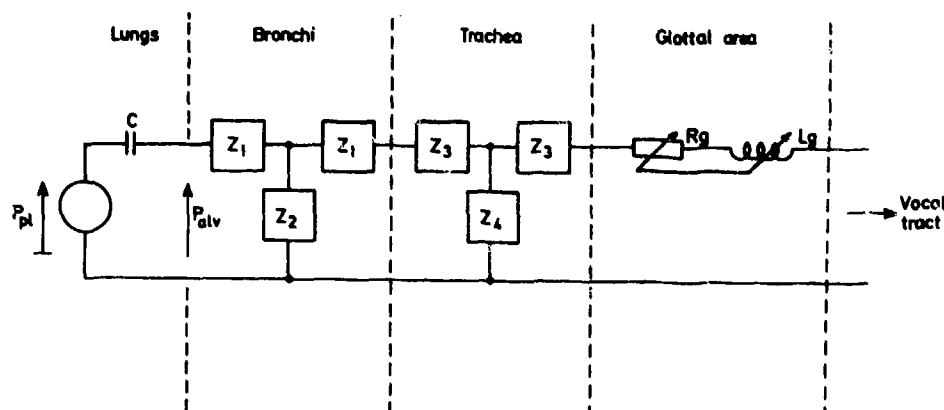 Lungs
Bronchi
Trachea
Glottal area
C
Z1
Z1
Z3
Z3
Rg
Lg
Ppl
Palv
Z2
Z4
Vocal
tract